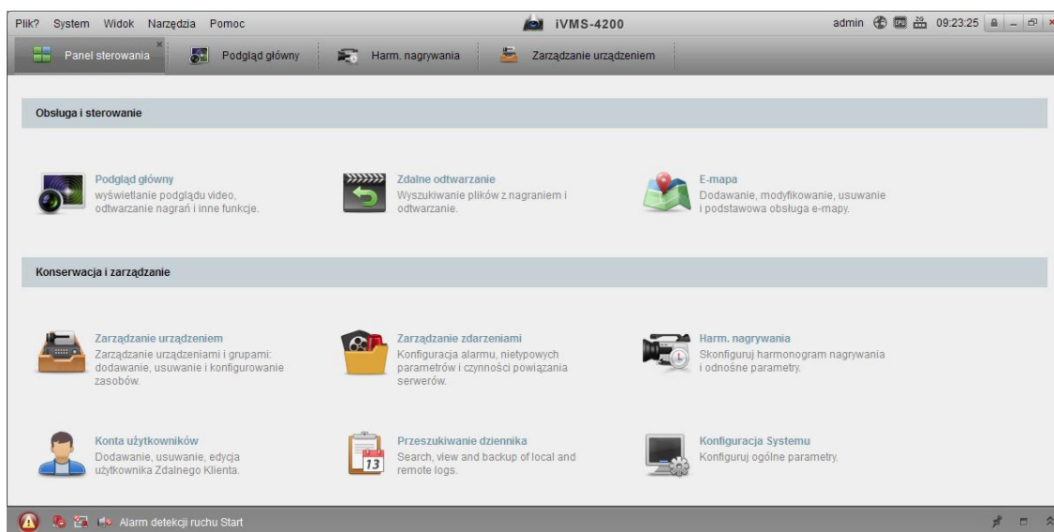 Plik? System Widok Narzędzia Pomoc iVMS-4200 admin 09:23:25
Panel sterowania Podgląd główny Harm. nagrywania Zarządzanie urządzeniem
Obsługa i sterowanie
Podgląd główny
wyświetlanie podglądu video,
odtwarzanie nagrań i inne funkcje.
Zdalne odtwarzanie
Wyszukiwanie plików z nagraniem i
odtwarzanie.
E-mapa
Dodawanie, modyfikowanie, usuwanie
i podstawowa obsługa e-mapy.
Konserwacja i zarządzanie
Zarządzanie urządzeniem
Zarządzanie urządzeniami i grupami:
dodawanie, usuwanie i konfigurowanie
zasobów.
Zarządzanie zdarzeniami
Konfiguracja alarmu, nietypowych
parametrów i czynności powiązania
serwerów.
Harm. nagrywania
Skonfiguruj harmonogram nagrywania
i odnośne parametry.
Konta użytkowników
Dodawanie, usuwanie, edycja
użytkownika Zdalnego Klienta.
13
Przeszukiwanie dziennika
Search, view and backup of local and
remote logs.
Konfiguracja Systemu
Konfiguruj ogólne parametry.
Alarm detekcji ruchu Start